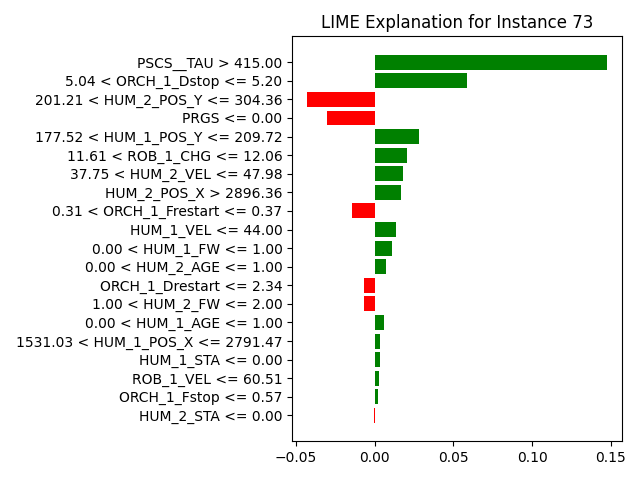 LIME Explanation for Instance 73
PSCS__TAU > 415.00
5.04 < ORCH_1_Dstop <= 5.20
201.21 < HUM_2_POS_Y <= 304.36
PRGS <= 0.00
177.52 < HUM_1_POS_Y <= 209.72
11.61 < ROB_1_CHG <= 12.06
37.75 < HUM_2_VEL <= 47.98
HUM_2_POS_X > 2896.36
0.31 < ORCH_1_Frestart <= 0.37
HUM_1_VEL <= 44.00
0.00 < HUM_1_FW <= 1.00
0.00 < HUM_2_AGE <= 1.00
ORCH_1_Drestart <= 2.34
1.00 < HUM_2_FW <= 2.00
0.00 < HUM_1_AGE <= 1.00
1531.03 < HUM_1_POS_X <= 2791.47
HUM_1_STA <= 0.00
ROB_1_VEL <= 60.51
ORCH_1_Fstop <= 0.57
HUM_2_STA <= 0.00
−0.05 0.00 0.05 0.10 0.15